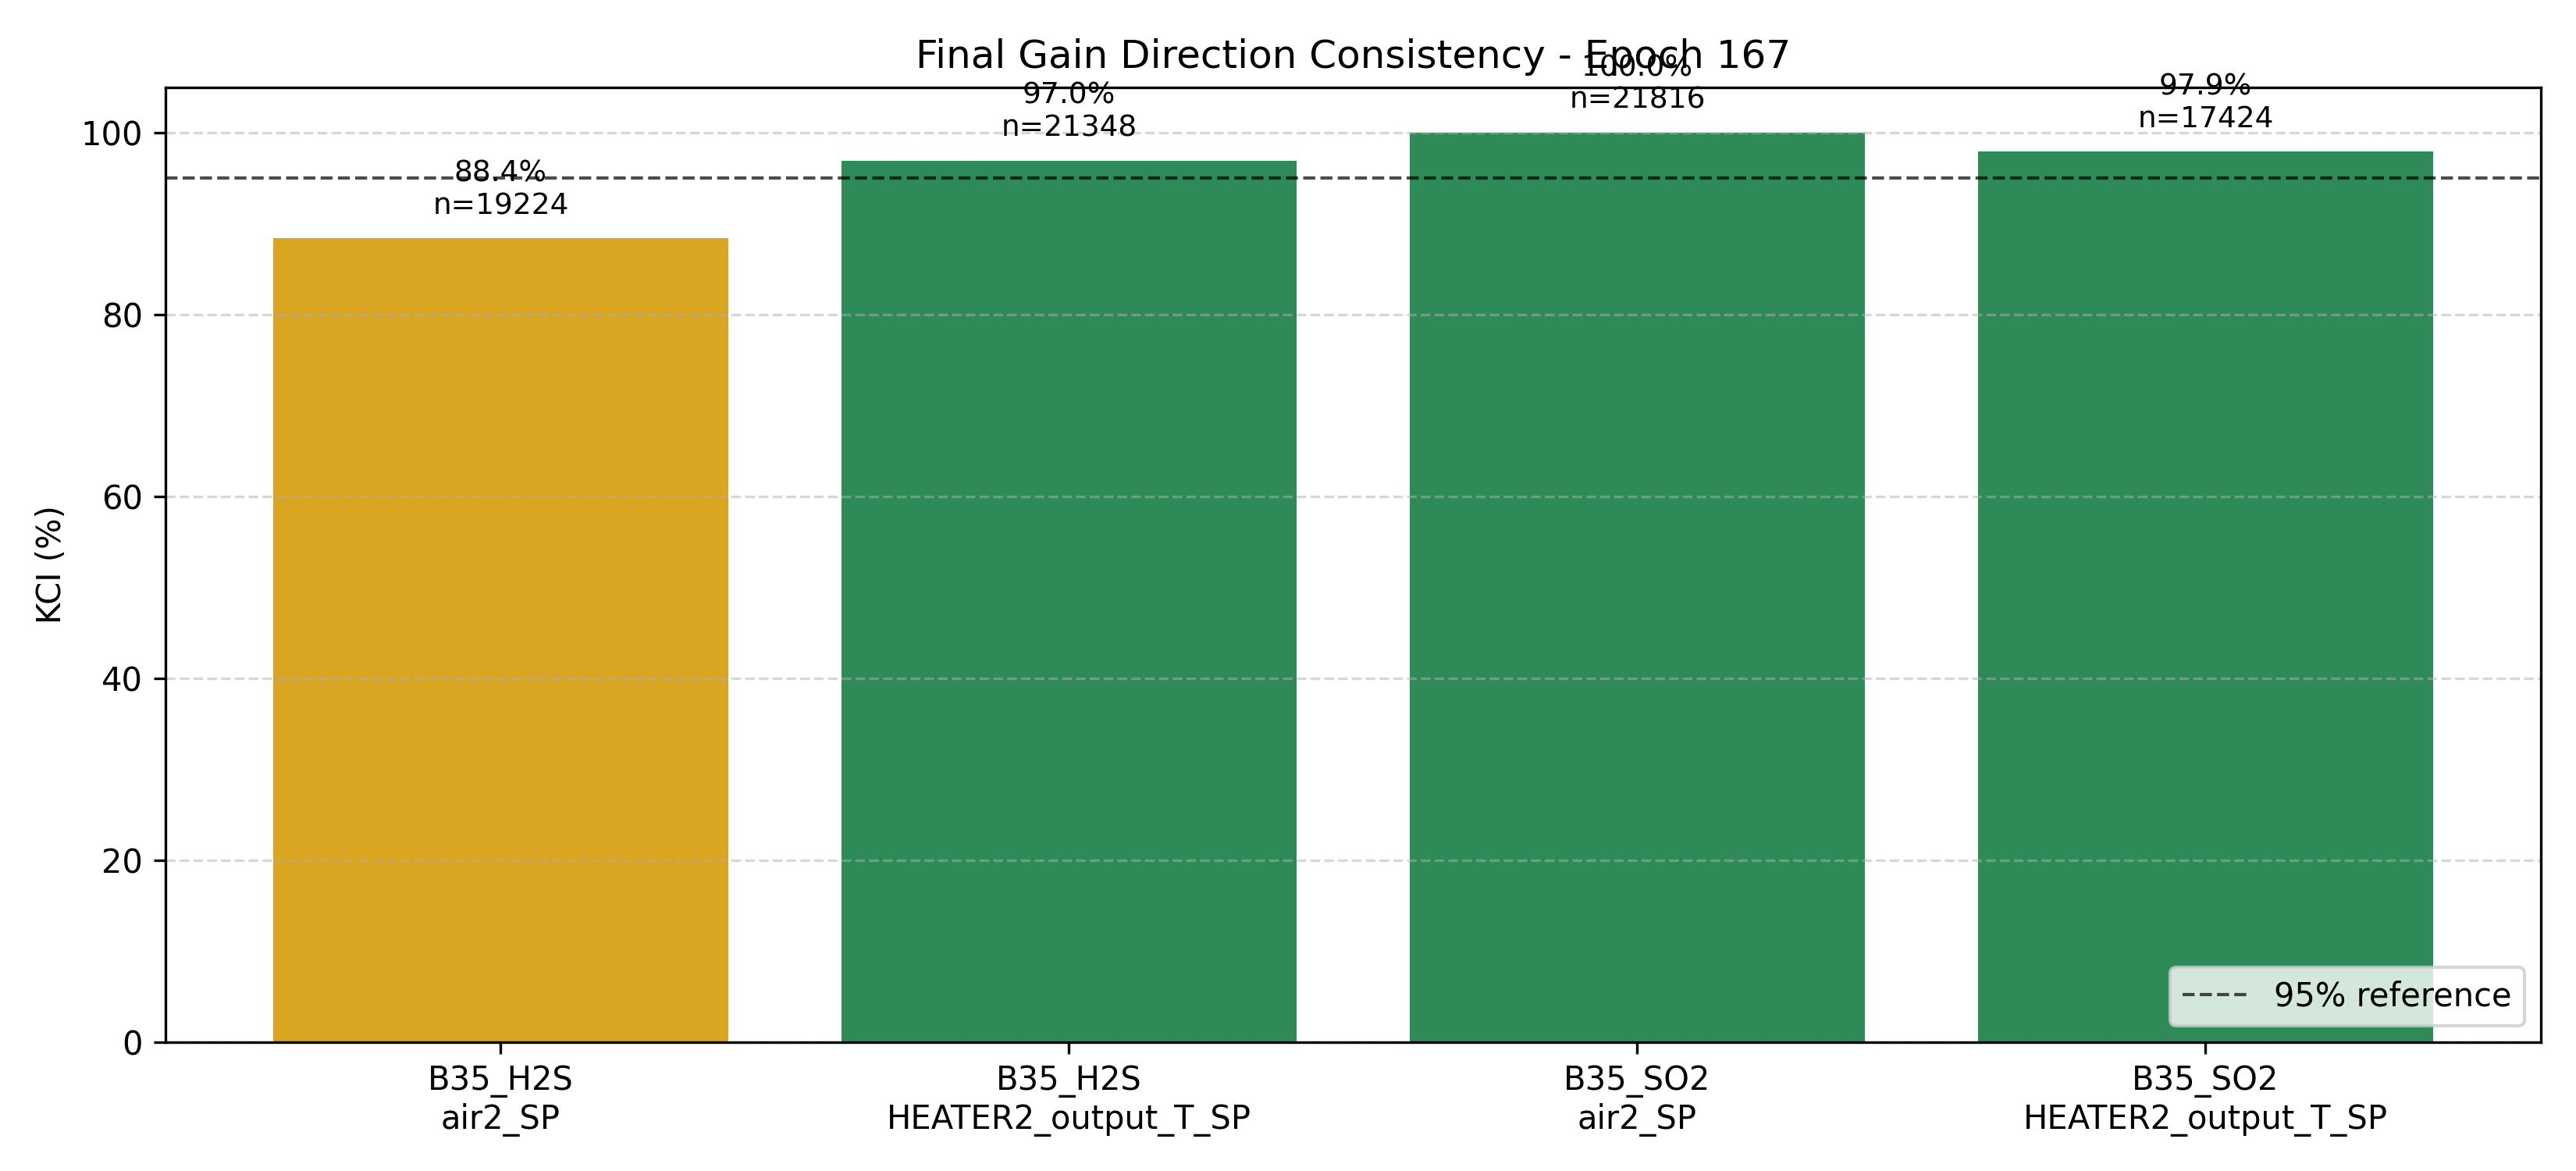 Final Gain Direction Consistency - Epoch 167
88.4%
n=19224
97.0%
n=21348
100.0%
n=21816
97.9%
n=17424
KCI (%)
100
80
60
40
20
0
95% reference
B35_H2S
air2_SP
B35_H2S
HEATER2_output_T_SP
B35_SO2
air2_SP
B35_SO2
HEATER2_output_T_SP